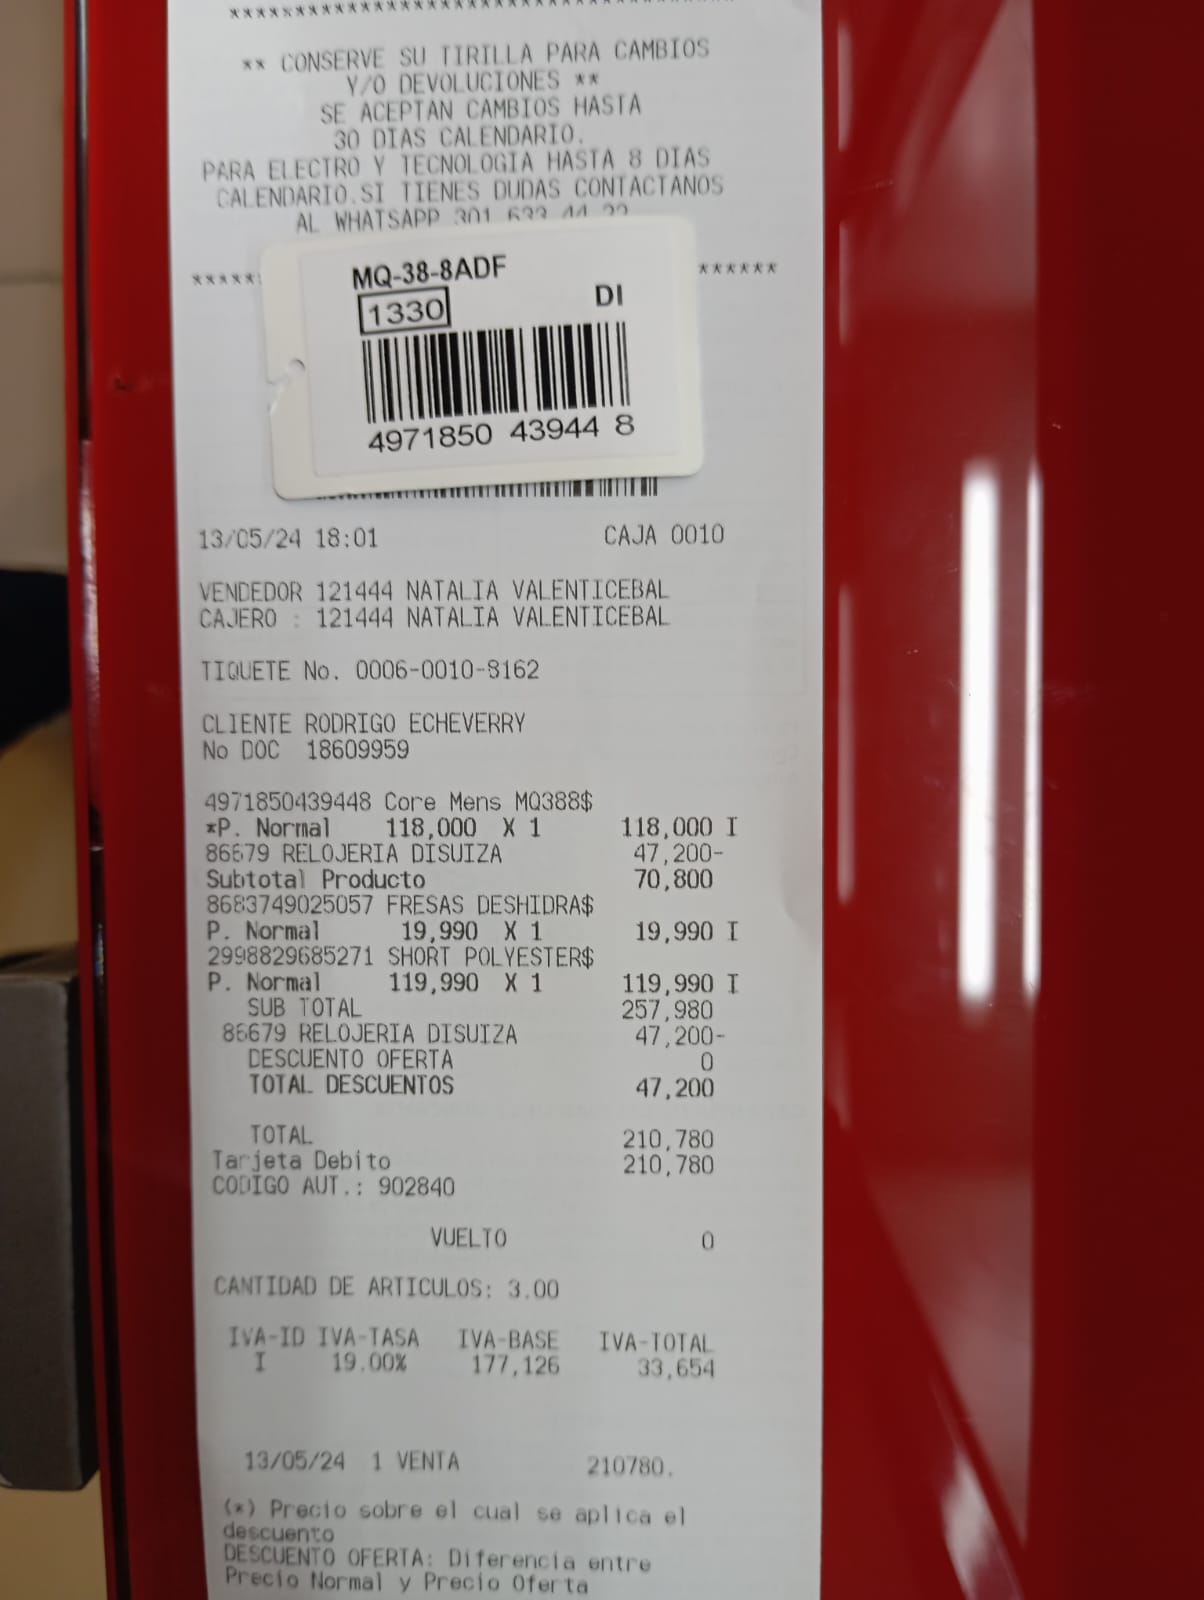 ** CONSERVE SU TIRILLA PARA CAMBIOS
Y/O DEVOLUCIONES **
SE ACEPTAN CAMBIOS HASTA
30 DIAS CALENDARIO.
PARA ELECTRO Y TECNOLOGIA HASTA 8 DIAS
CALENDARIO.SI TIENES DUDAS CONTACTANOS
AL WHATSAPP 301 633 44 22
MQ-38-8ADF
1330 DI
4971850 43944 8
13/05/24 18:01 CAJA 0010
VENDEDOR 121444 NATALIA VALENTICEBAL
CAJERO : 121444 NATALIA VALENTICEBAL
TIQUETE No. 0006-0010-8162
CLIENTE RODRIGO ECHEVERRY
No DOC 18609959
4971850439448 Core Mens MQ388$
*P. Normal 118,000 X 1 118,000 I
86679 RELOJERIA DISUIZA 47,200-
Subtotal Producto 70,800
8683749025057 FRESAS DESHIDRA$
P. Normal 19,990 X 1 19,990 I
2998829685271 SHORT POLYESTER$
P. Normal 119,990 X 1 119,990 I
SUB TOTAL 257,980
86679 RELOJERIA DISUIZA 47,200-
DESCUENTO OFERTA 0
TOTAL DESCUENTOS 47,200
TOTAL 210,780
Tarjeta Debito 210,780
CODIGO AUT.: 902840
VUELTO 0
CANTIDAD DE ARTICULOS: 3.00
IVA-ID IVA-TASA IVA-BASE IVA-TOTAL
I 19.00% 177,126 33,654
13/05/24 1 VENTA 210780.
(*) Precio sobre el cual se aplica el
descuento
DESCUENTO OFERTA: Diferencia entre
Precio Normal y Precio Oferta